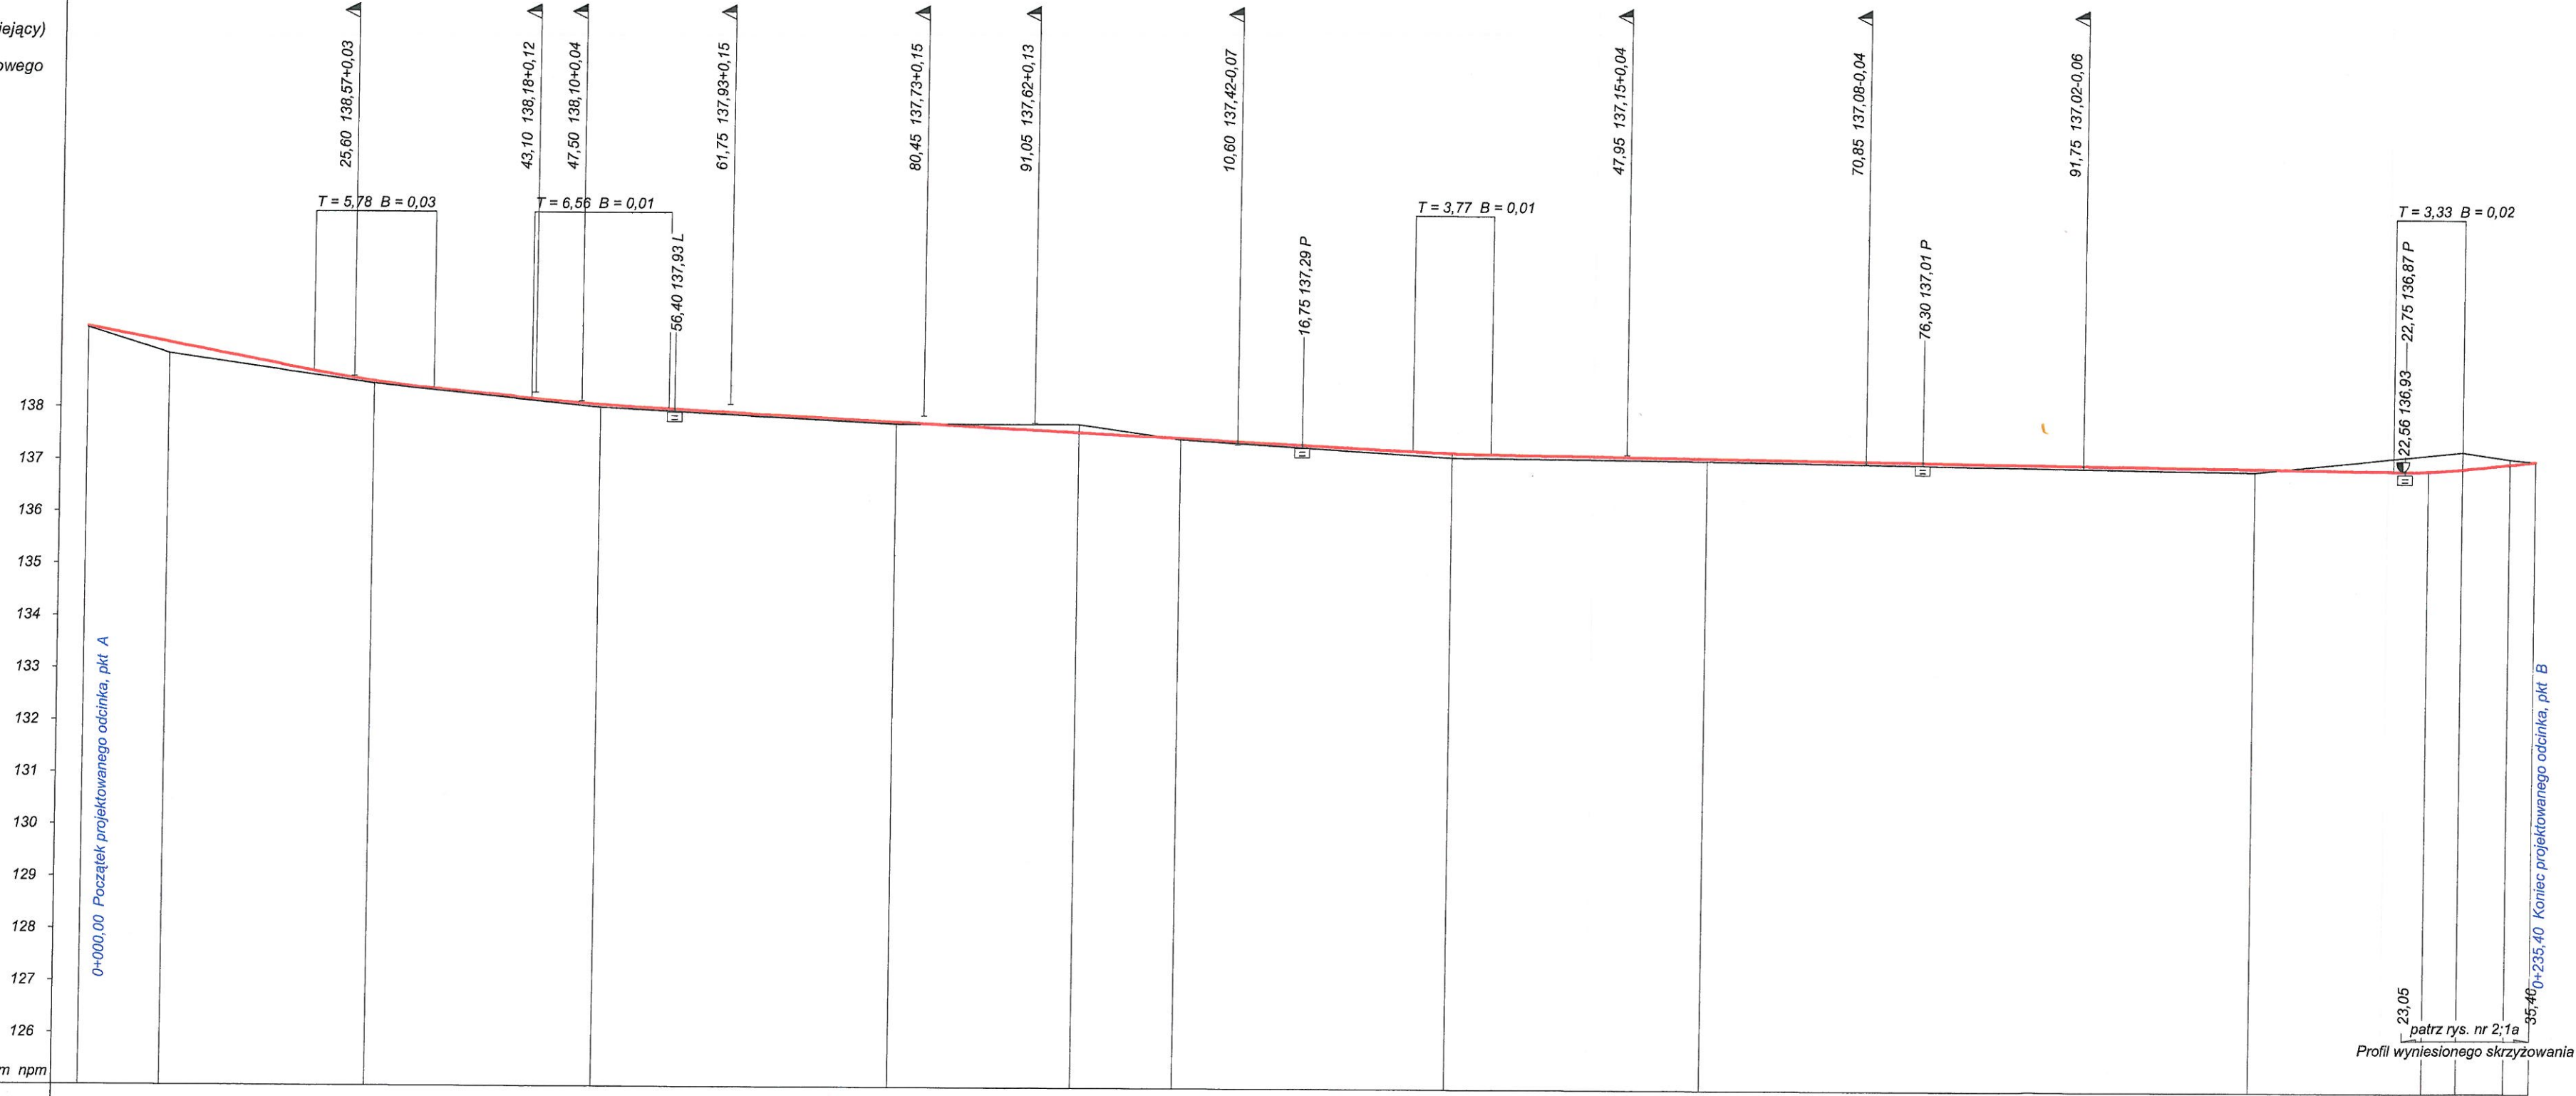 iejący)
owego
25,60 138,57+0,03
43,10 138,18+0,12
47,50 138,10+0,04
61,75 137,93+0,15
80,45 137,73+0,15
91,05 137,62+0,13
10,60 137,42-0,07
47,95 137,15+0,04
70,85 137,08-0,04
91,75 137,02-0,06
T = 5,78 B = 0,03
T = 6,56 B = 0,01
T = 3,77 B = 0,01
T = 3,33 B = 0,02
56,40 137,93 L
16,75 137,29 P
76,30 137,01 P
22,75 136,87 P
22,56 136,93
138
137
136
135
134
133
132
131
130
129
128
127
126
m npm
0+000,00 Początek projektowanego odcinka, pkt A
0+235,40 Koniec projektowanego odcinka, pkt B
23,05
35,40
patrz rys. nr 2;1a
Profil wyniesionego skrzyżowania